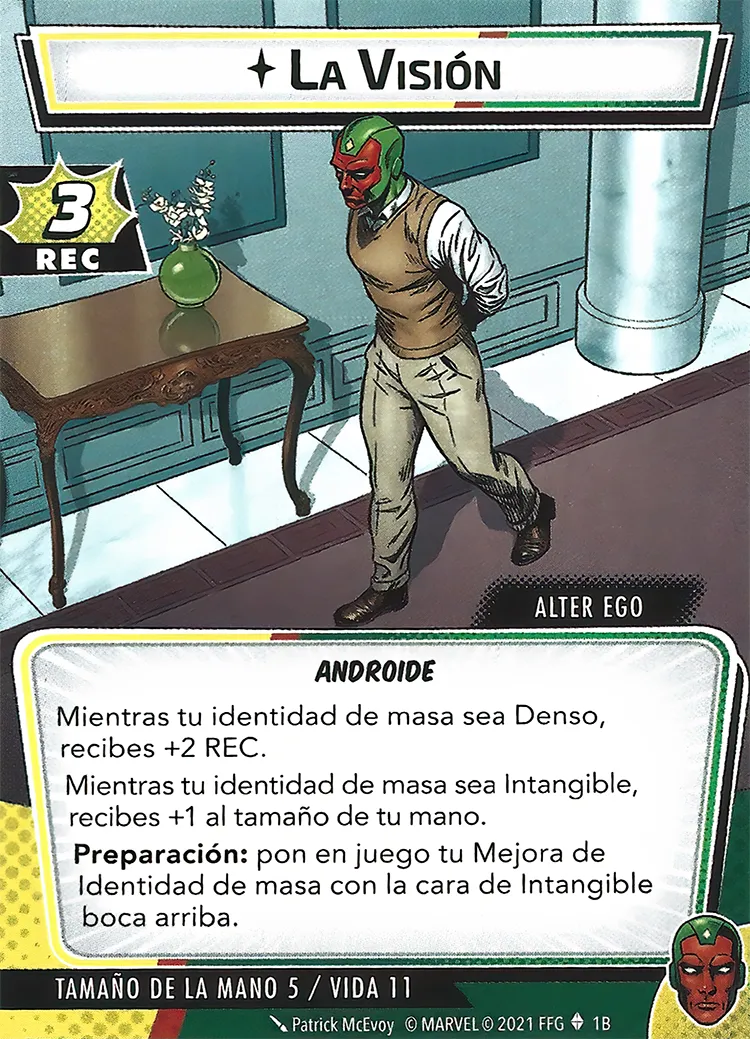 LA VISIÓN
3
REC
ALTER EGO
ANDROIDE
Mientras tu identidad de masa sea Denso,
recibes +2 REC.
Mientras tu identidad de masa sea Intangible,
recibes +1 al tamaño de tu mano.
Preparación: pon en juego tu Mejora de
Identidad de masa con la cara de Intangible
boca arriba.
TAMAÑO DE LA MANO 5 / VIDA 11
Patrick McEvoy © MARVEL © 2021 FFG 1B